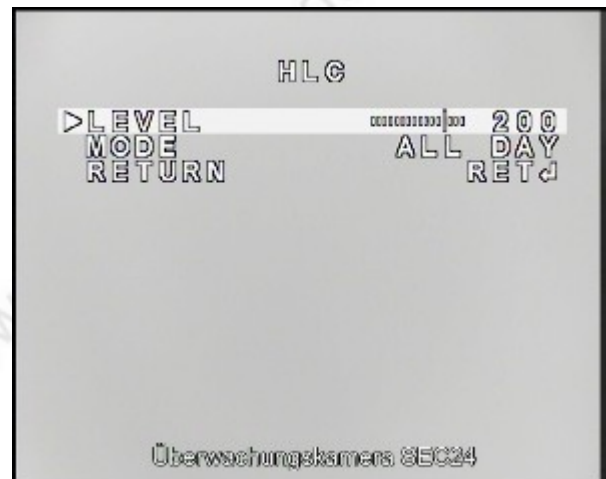 HLC
▷LEVEL 200
MODE ALL DAY
RETURN RET↲
Überwachungskamera SEC24